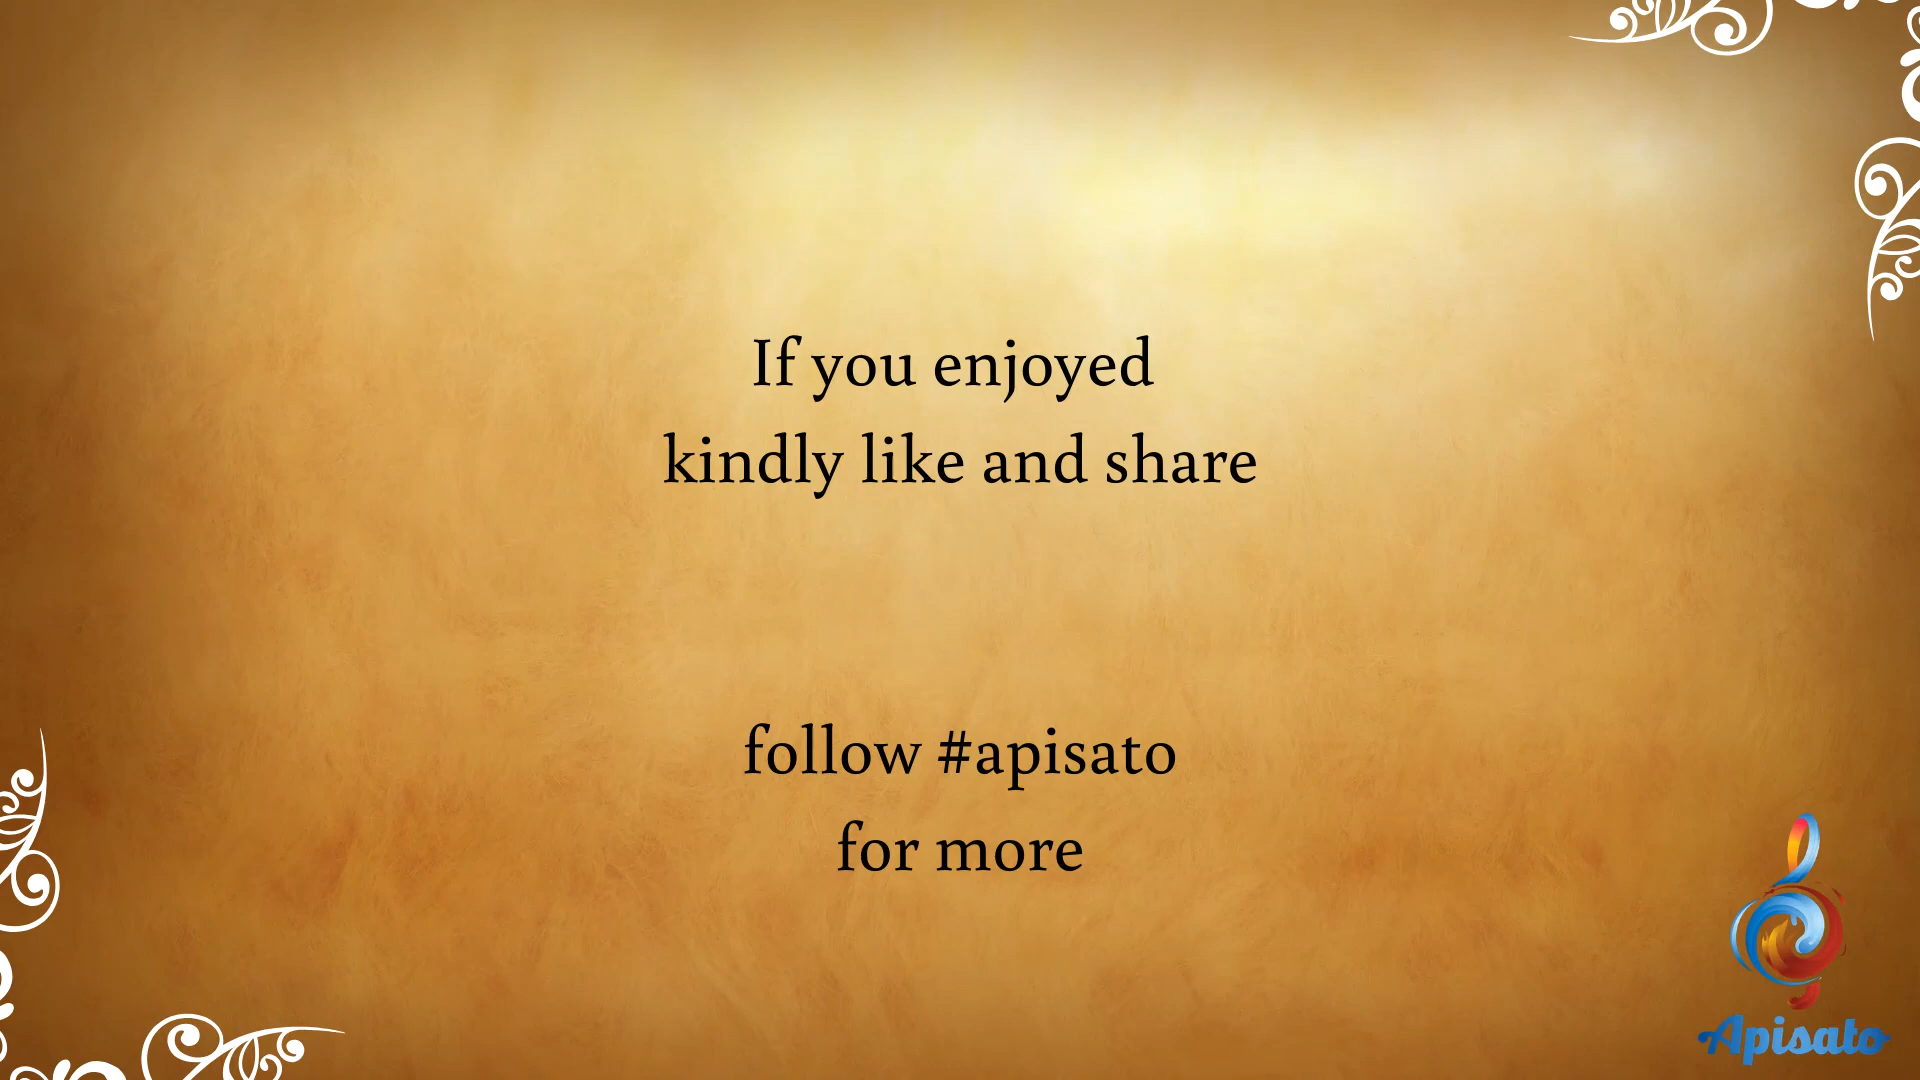 If you enjoyed
kindly like and share
follow #apisato
for more
Apisato